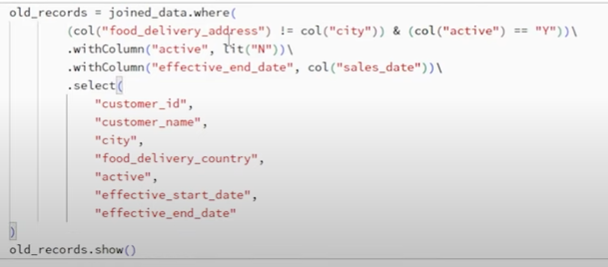 old_records = joined_data.where(
(col("food_delivery_address") != col("city")) & (col("active") == "Y"))\
.withColumn("active", lit("N"))\
.withColumn("effective_end_date", col("sales_date"))\
.select(
"customer_id",
"customer_name",
"city",
"food_delivery_country",
"active",
"effective_start_date",
"effective_end_date"
)
old_records.show()